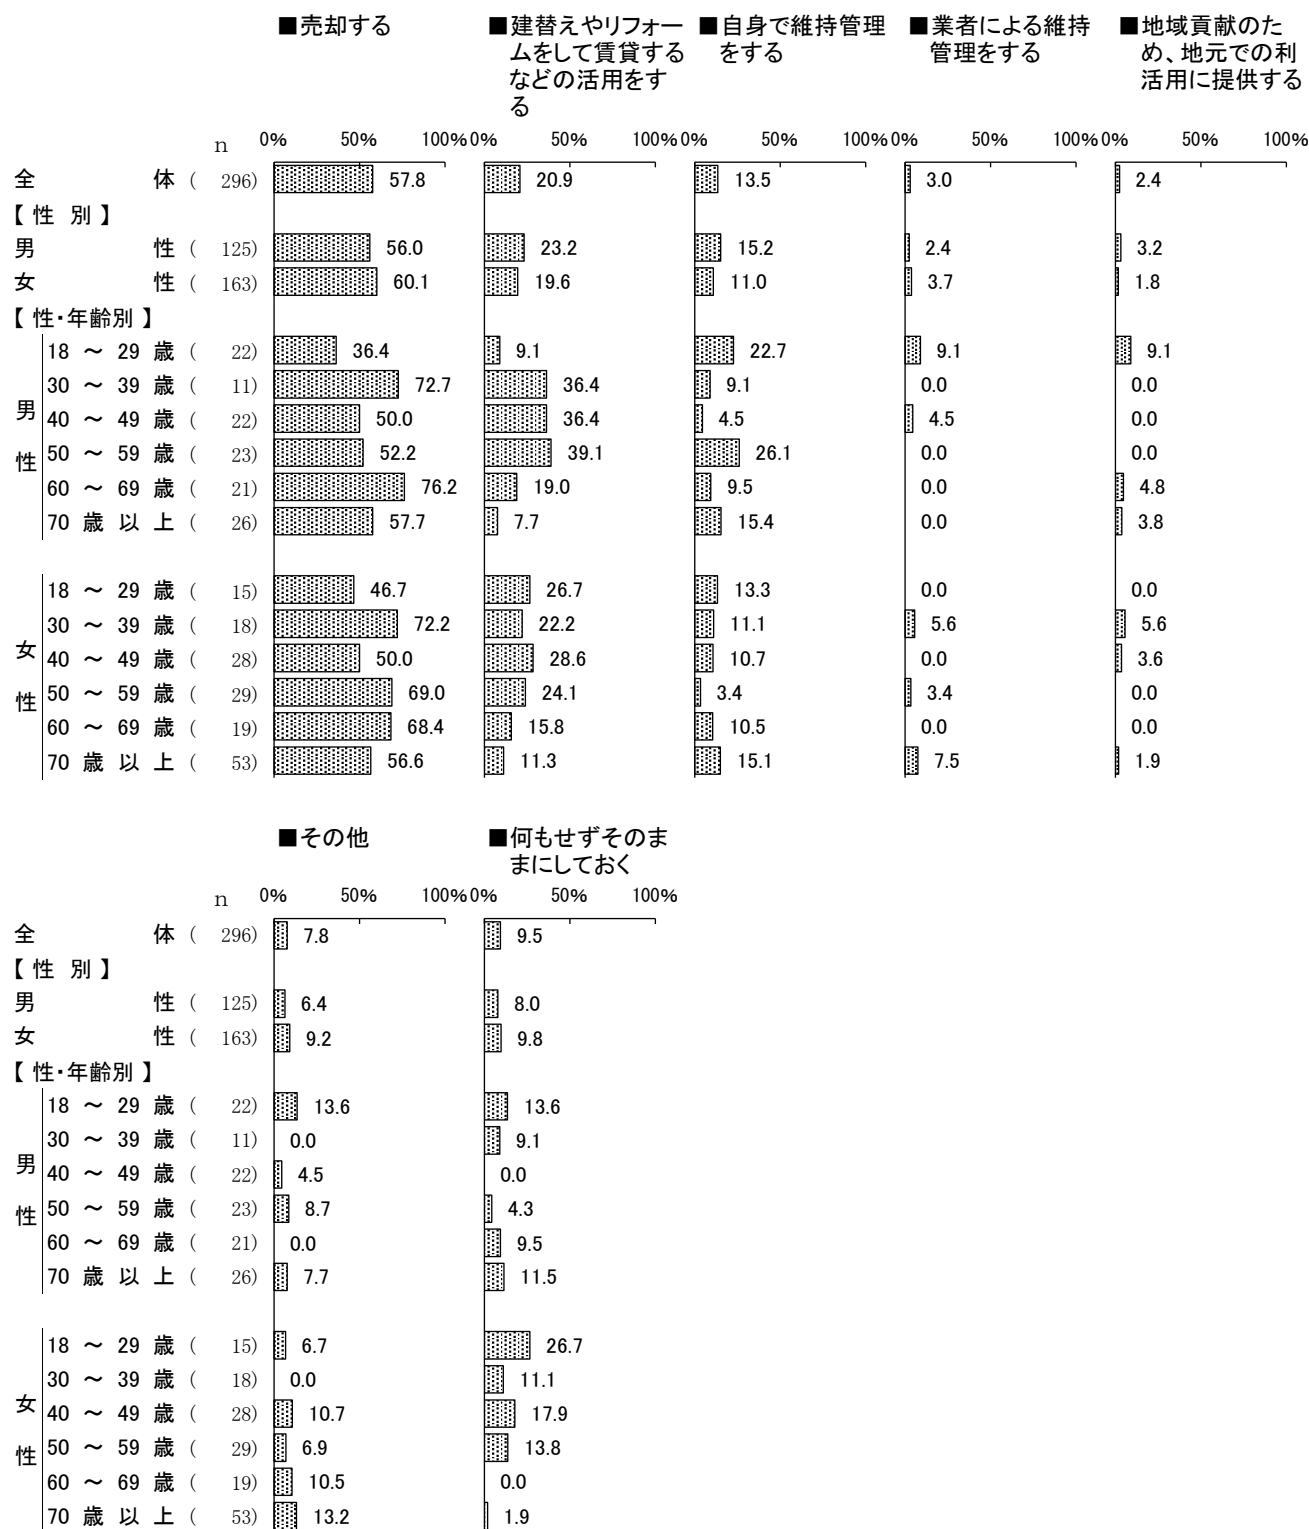 ■売却する ■建替えやリフォー ■自身で維持管理 ■業者による維持 ■地域貢献のた
ムをして賃貸する をする 管理をする め、地元での利
などの活用をす 活用に提供する
る
n 0% 50% 100% 0% 50% 100% 0% 50% 100% 0% 50% 100% 0% 50% 100%
全 体 ( 296) 57.8 20.9 13.5 3.0 2.4
【 性 別 】
男 性 ( 125) 56.0 23.2 15.2 2.4 3.2
女 性 ( 163) 60.1 19.6 11.0 3.7 1.8
【 性・年齢別 】
男性
18 ~ 29 歳 ( 22) 36.4 9.1 22.7 9.1 9.1
30 ~ 39 歳 ( 11) 72.7 36.4 9.1 0.0 0.0
40 ~ 49 歳 ( 22) 50.0 36.4 4.5 4.5 0.0
50 ~ 59 歳 ( 23) 52.2 39.1 26.1 0.0 0.0
60 ~ 69 歳 ( 21) 76.2 19.0 9.5 0.0 4.8
70 歳 以 上 ( 26) 57.7 7.7 15.4 0.0 3.8
女性
18 ~ 29 歳 ( 15) 46.7 26.7 13.3 0.0 0.0
30 ~ 39 歳 ( 18) 72.2 22.2 11.1 5.6 5.6
40 ~ 49 歳 ( 28) 50.0 28.6 10.7 0.0 3.6
50 ~ 59 歳 ( 29) 69.0 24.1 3.4 3.4 0.0
60 ~ 69 歳 ( 19) 68.4 15.8 10.5 0.0 0.0
70 歳 以 上 ( 53) 56.6 11.3 15.1 7.5 1.9
■その他 ■何もせずそのま
まにしておく
n 0% 50% 100% 0% 50% 100%
全 体 ( 296) 7.8 9.5
【 性 別 】
男 性 ( 125) 6.4 8.0
女 性 ( 163) 9.2 9.8
【 性・年齢別 】
男性
18 ~ 29 歳 ( 22) 13.6 13.6
30 ~ 39 歳 ( 11) 0.0 9.1
40 ~ 49 歳 ( 22) 4.5 0.0
50 ~ 59 歳 ( 23) 8.7 4.3
60 ~ 69 歳 ( 21) 0.0 9.5
70 歳 以 上 ( 26) 7.7 11.5
女性
18 ~ 29 歳 ( 15) 6.7 26.7
30 ~ 39 歳 ( 18) 0.0 11.1
40 ~ 49 歳 ( 28) 10.7 17.9
50 ~ 59 歳 ( 29) 6.9 13.8
60 ~ 69 歳 ( 19) 10.5 0.0
70 歳 以 上 ( 53) 13.2 1.9